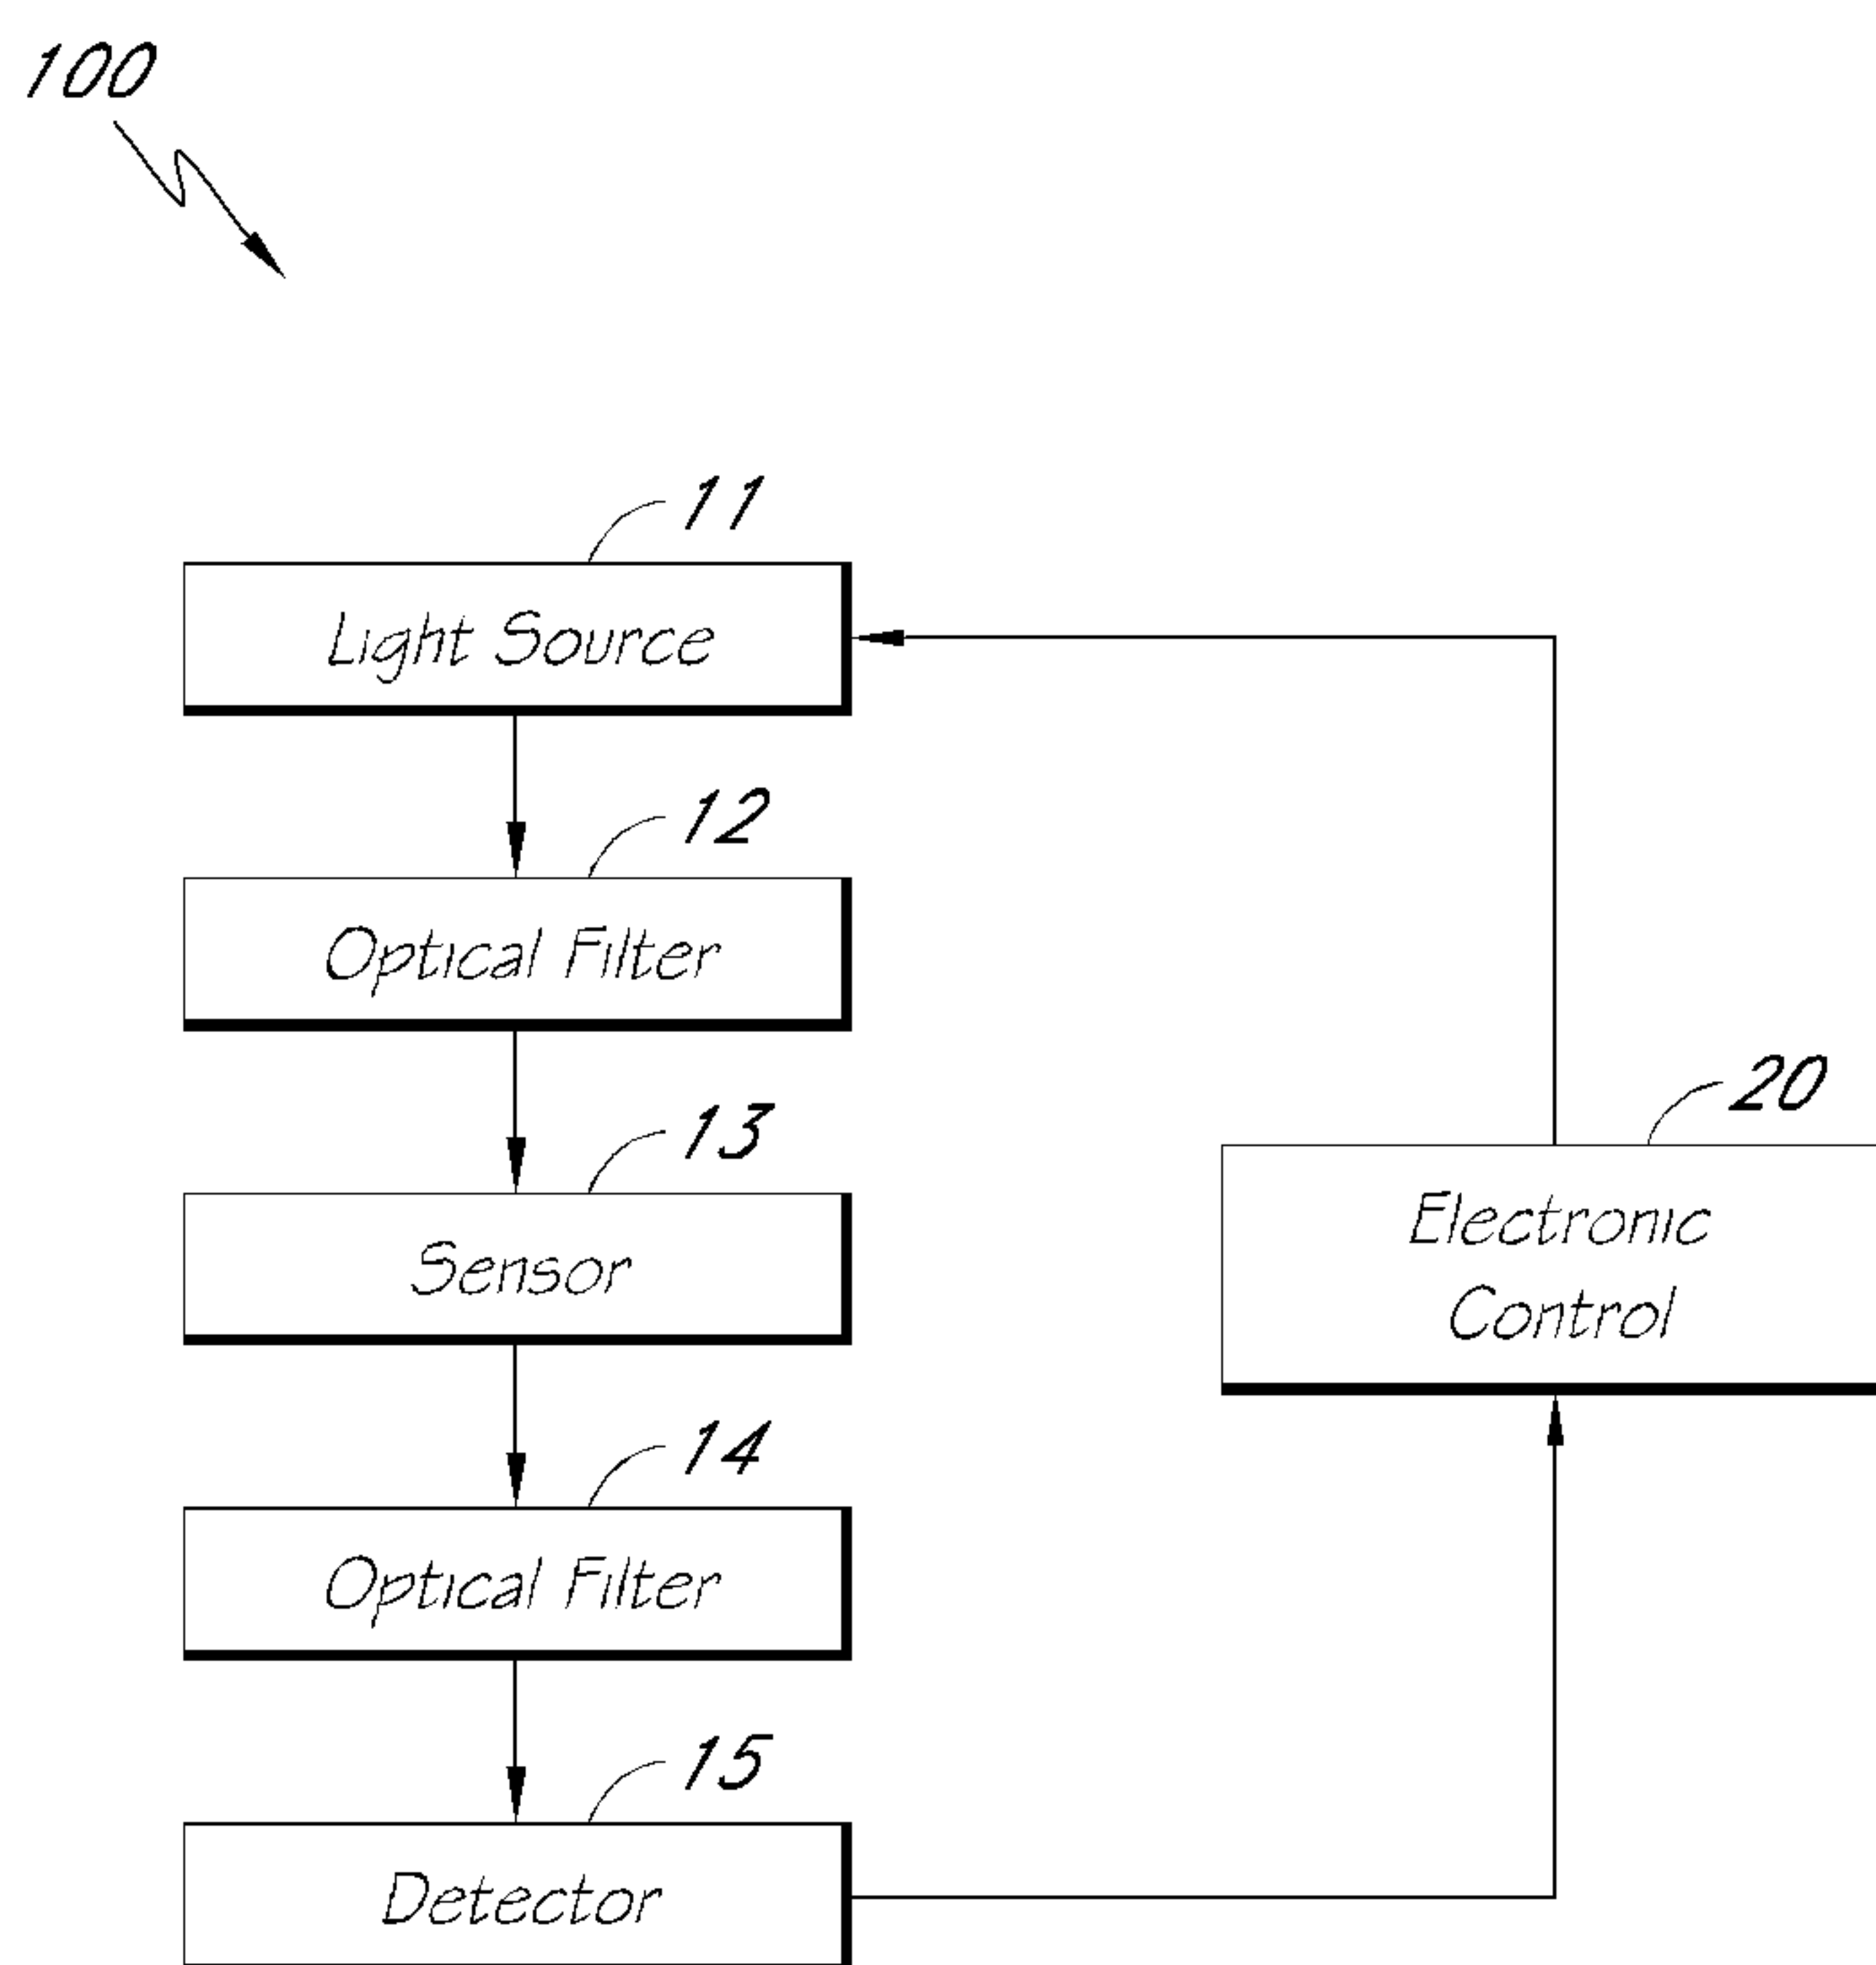 100
11
Light Source
12
Optical Filter
13
Sensor
20
Electronic
Control
14
Optical Filter
15
Detector